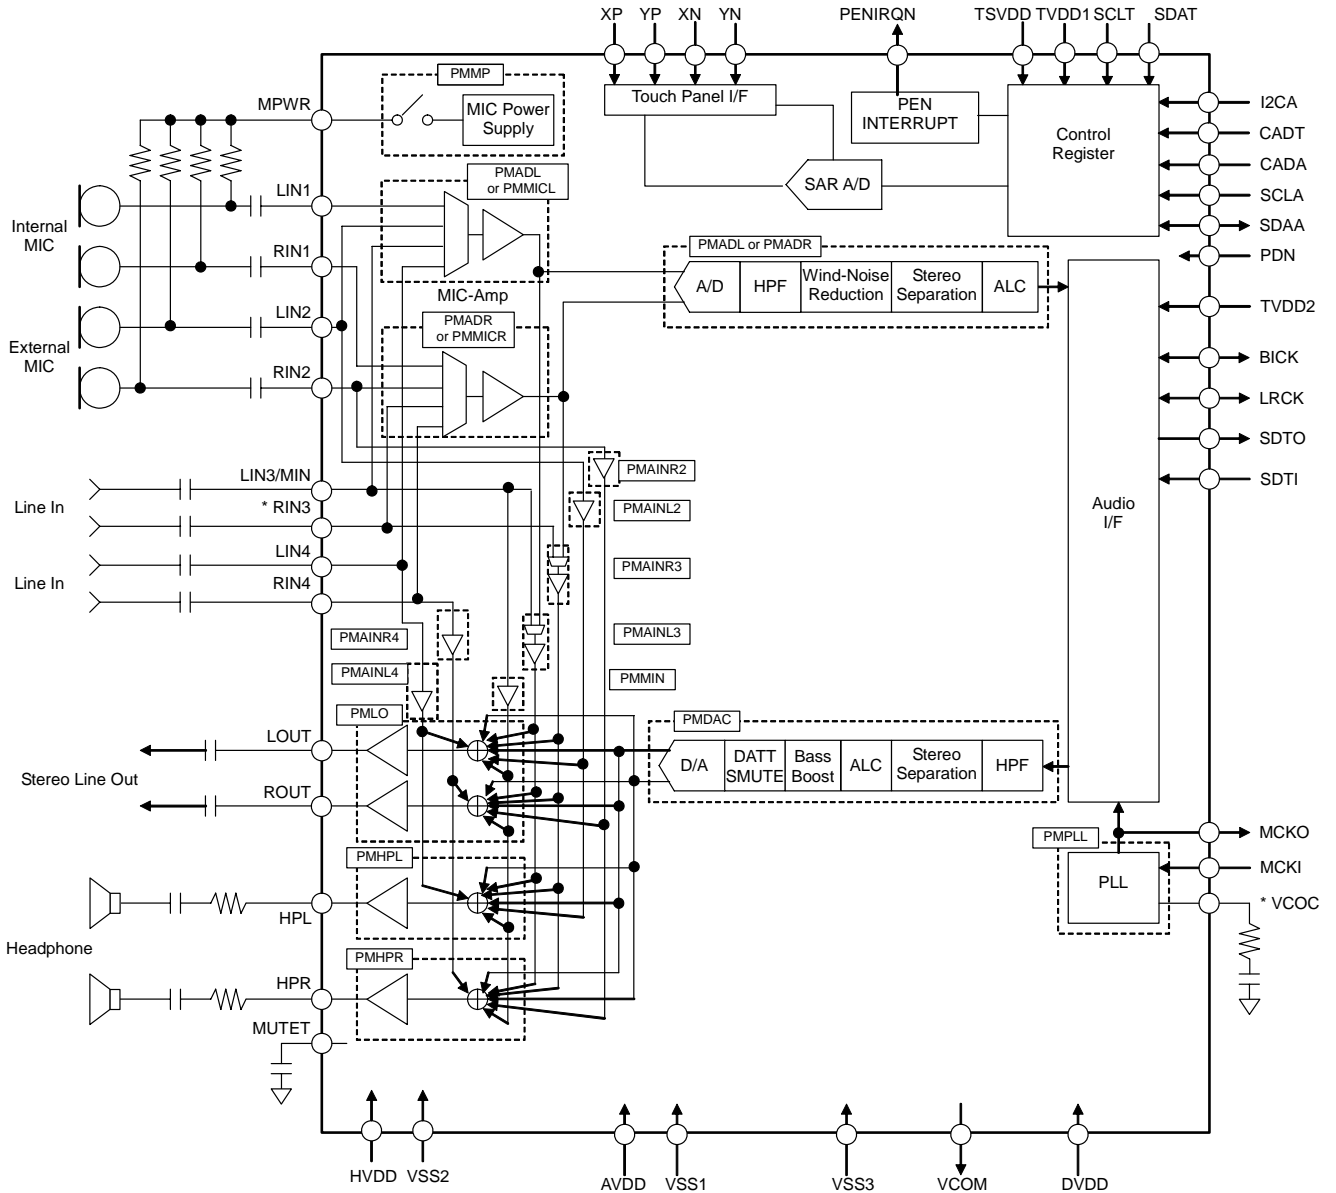 XP YP XN YN PENIRQN TSVDD TVDD1 SCLT SDAT
PMMP
MPWR
MIC Power
Supply
Touch Panel I/F
PEN
INTERRUPT
Control
Register
SAR A/D
I2CA
CADT
CADA
SCLA
SDAA
PDN
PMADL
or PMMICL
LIN1
Internal
MIC
RIN1
MIC-Amp
LIN2
External
MIC
RIN2
PMADR
or PMMICR
PMADL or PMADR
A/D
HPF
Wind-Noise
Reduction
Stereo
Separation
ALC
TVDD2
BICK
LRCK
SDTO
SDTI
Audio
I/F
LIN3/MIN
Line In
* RIN3
LIN4
Line In
RIN4
PMAINR2
PMAINL2
PMAINR3
PMAINL3
PMMIN
PMAINR4
PMAINL4
PMLO
LOUT
Stereo Line Out
ROUT
PMDAC
D/A
DATT
SMUTE
Bass
Boost
ALC
Stereo
Separation
HPF
PMPLL
PLL
MCKO
MCKI
* VCOC
PMHPL
HPL
Headphone
PMHPR
HPR
MUTET
HVDD VSS2 AVDD VSS1 VSS3 VCOM DVDD